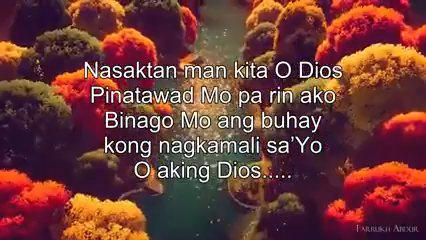 Nasaktan man kita O Dios
Pinatawad Mo pa rin ako
Binago Mo ang buhay
kong nagkamali sa'Yo
O aking Dios.....
Farrukh Abdur